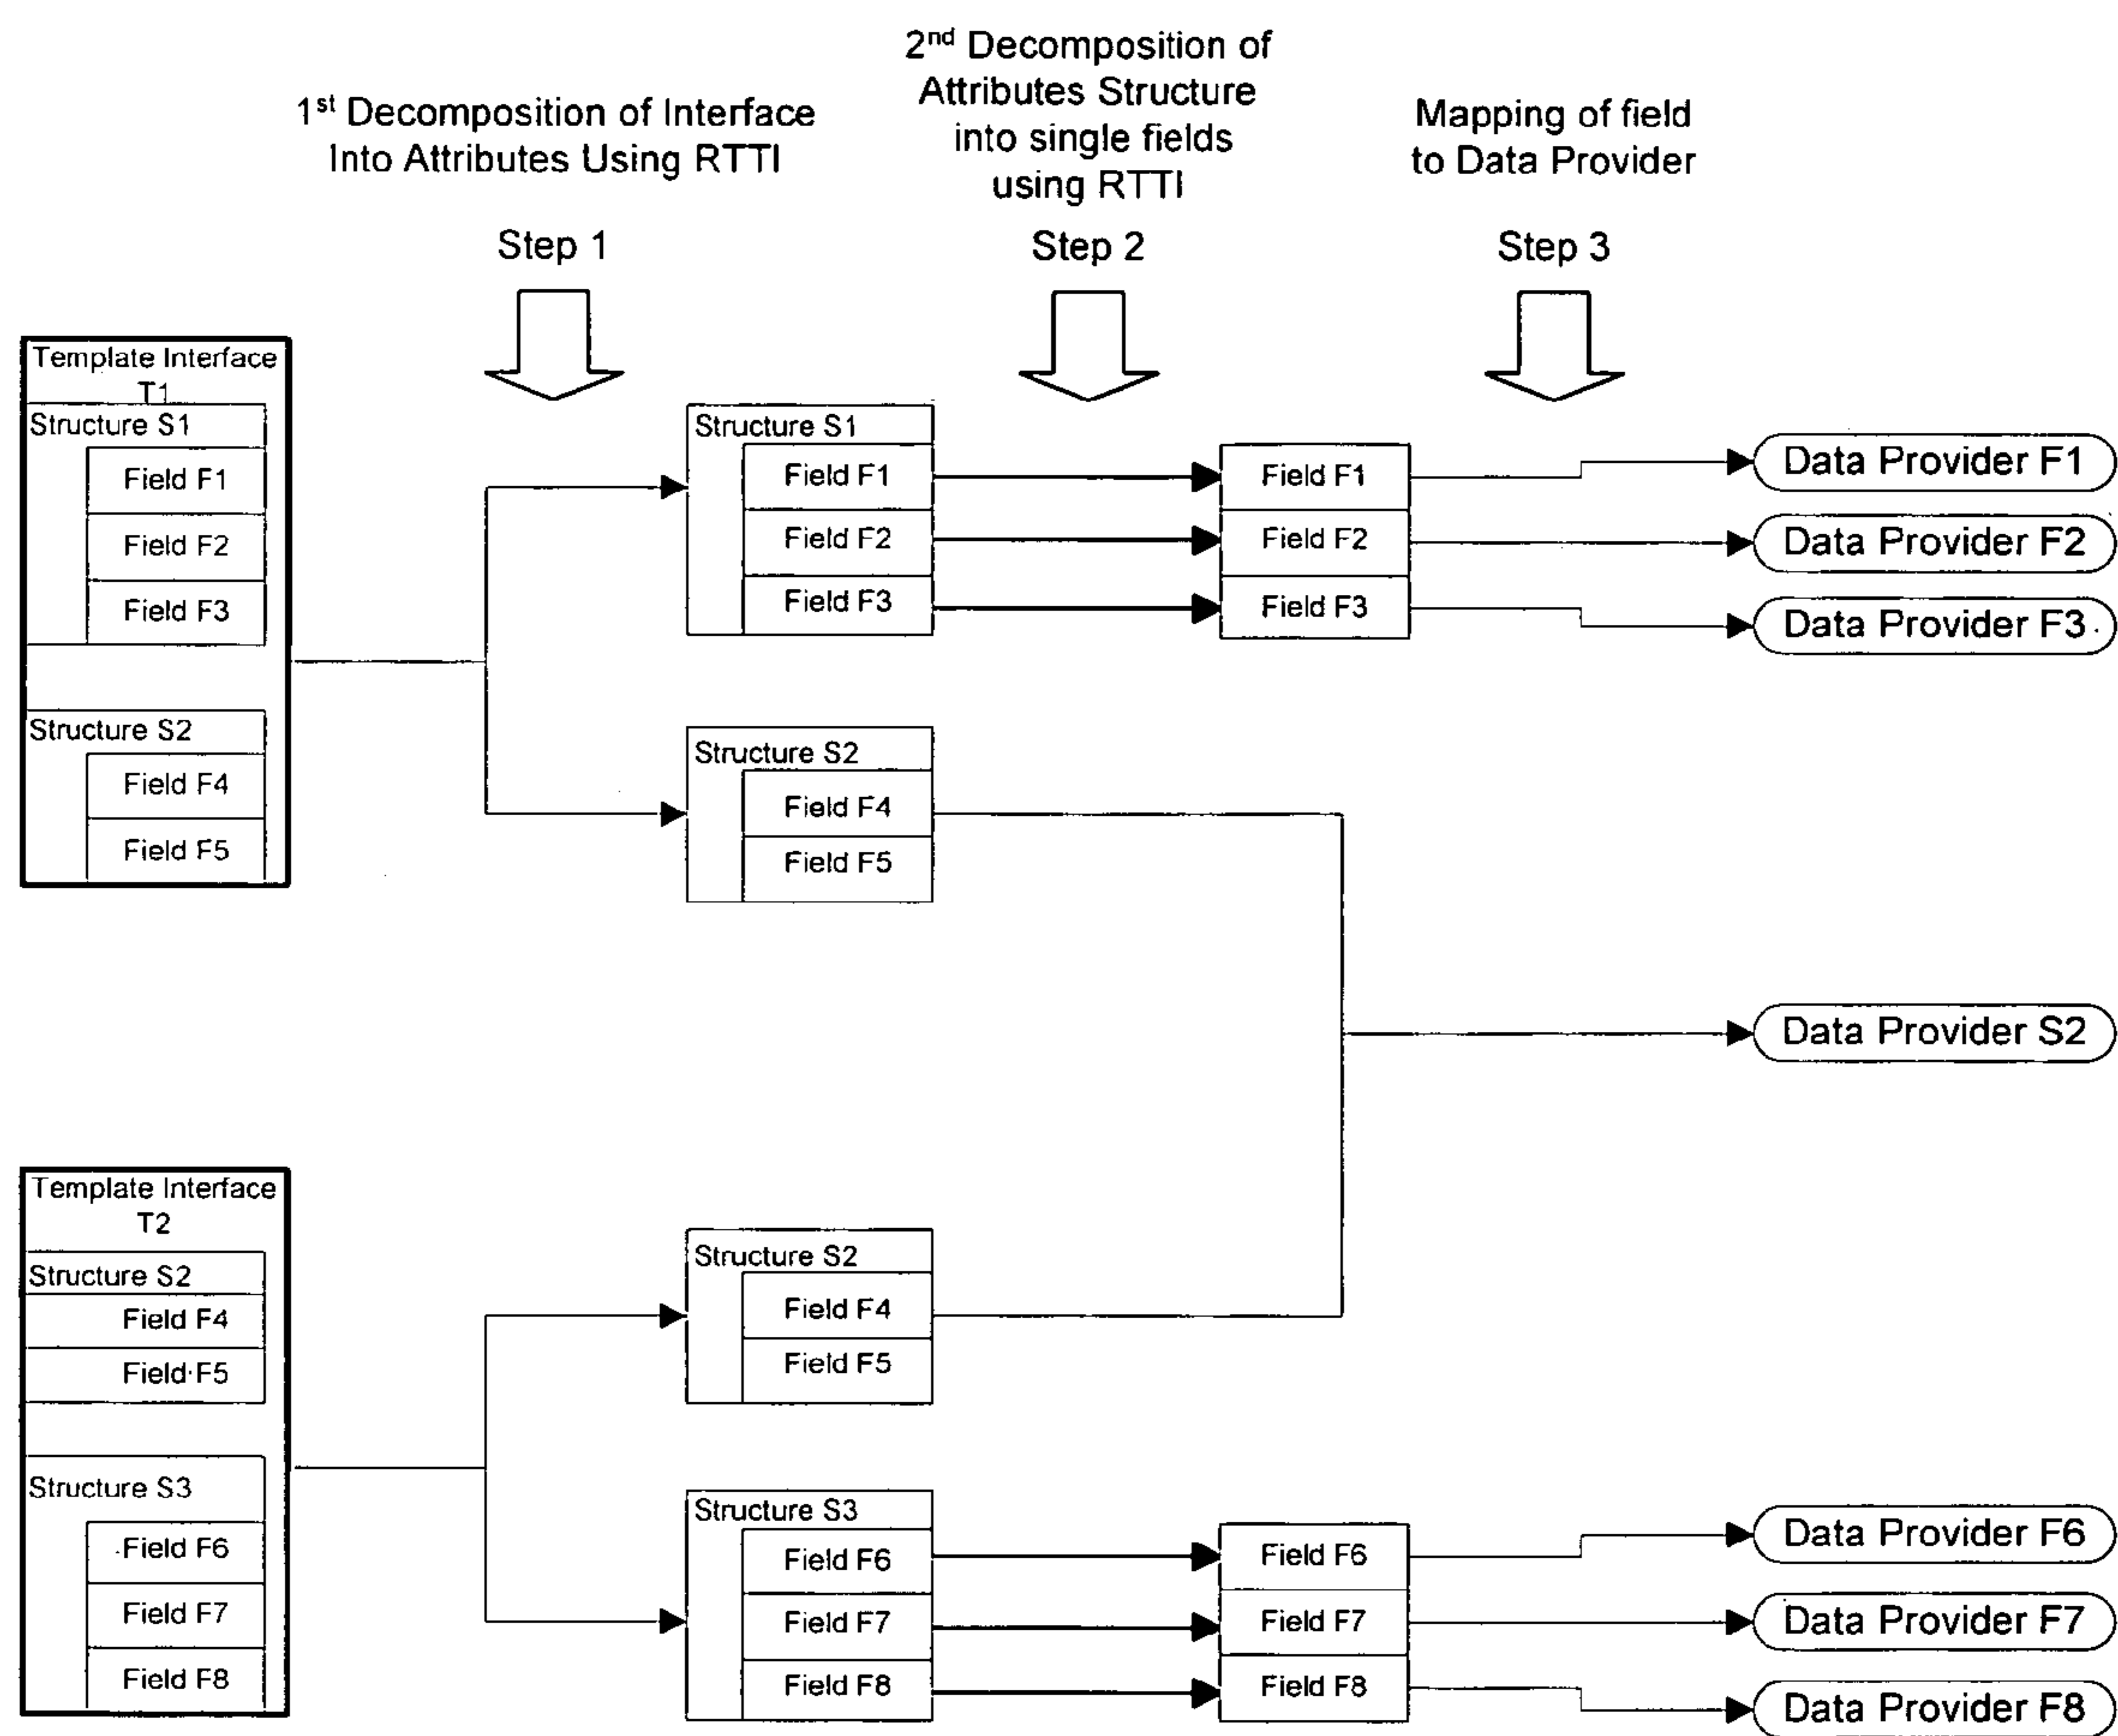 1st Decomposition of Interface
Into Attributes Using RTTI
Step 1
2nd Decomposition of
Attributes Structure
into single fields
using RTTI
Step 2
Mapping of field
to Data Provider
Step 3
Template Interface
T1
Structure S1
Field F1
Field F2
Field F3
Structure S2
Field F4
Field F5
Structure S1
Field F1
Field F2
Field F3
Field F1
Field F2
Field F3
Data Provider F1
Data Provider F2
Data Provider F3
Structure S2
Field F4
Field F5
Data Provider S2
Template Interface
T2
Structure S2
Field F4
Field F5
Structure S3
Field F6
Field F7
Field F8
Structure S2
Field F4
Field F5
Structure S3
Field F6
Field F7
Field F8
Field F6
Field F7
Field F8
Data Provider F6
Data Provider F7
Data Provider F8